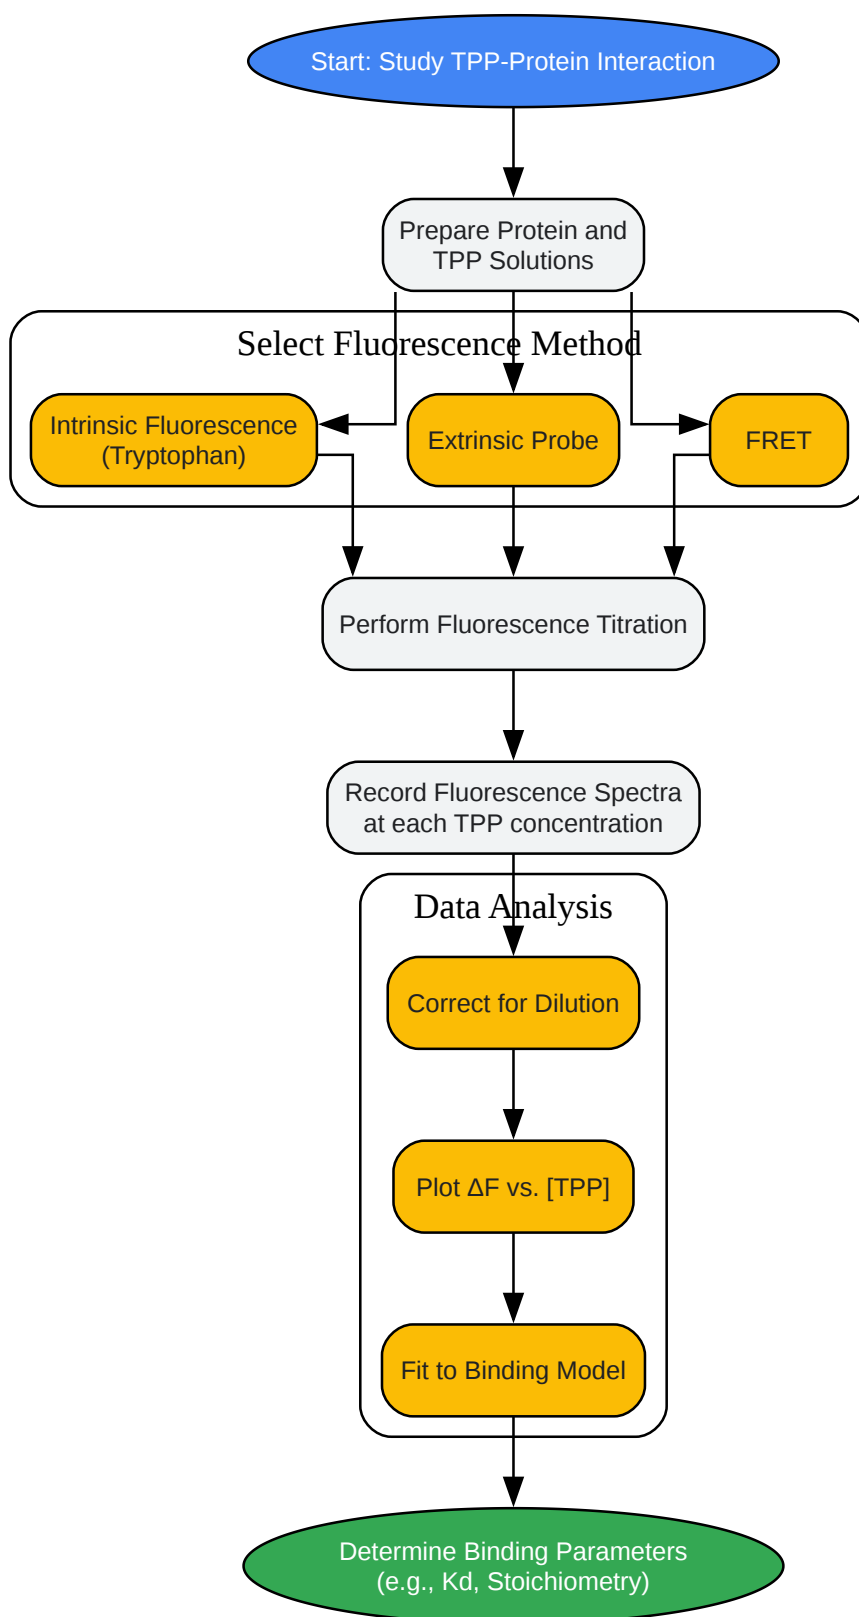 Start: Study TPP-Protein Interaction
Prepare Protein and
TPP Solutions
Select Fluorescence Method
Intrinsic Fluorescence
(Tryptophan)
Extrinsic Probe
FRET
Perform Fluorescence Titration
Record Fluorescence Spectra
at each TPP concentration
Data Analysis
Correct for Dilution
Plot ΔF vs. [TPP]
Fit to Binding Model
Determine Binding Parameters
(e.g., Kd, Stoichiometry)